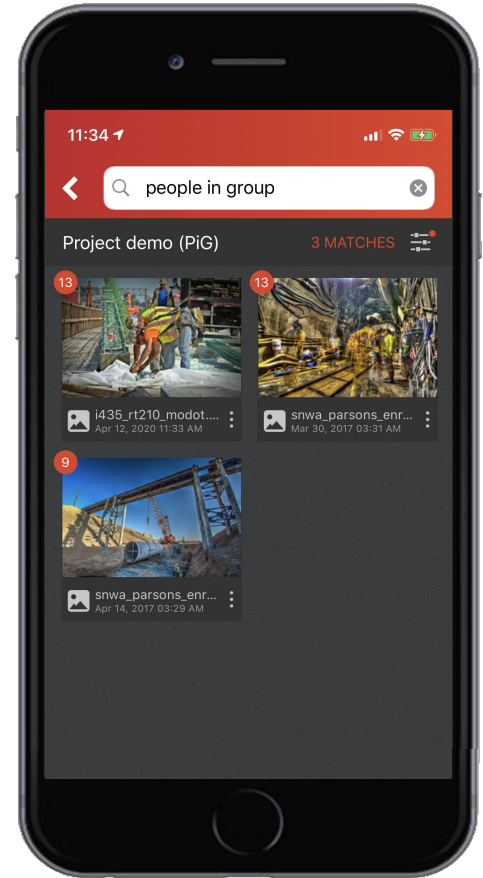 11:34
people in group
Project demo (PiG)
3 MATCHES
13
13
i435_rt210_modot....
Apr 12, 2020 11:33 AM
snwa_parsons_enr...
Mar 30, 2017 03:31 AM
9
snwa_parsons_enr...
Apr 14, 2017 03:29 AM